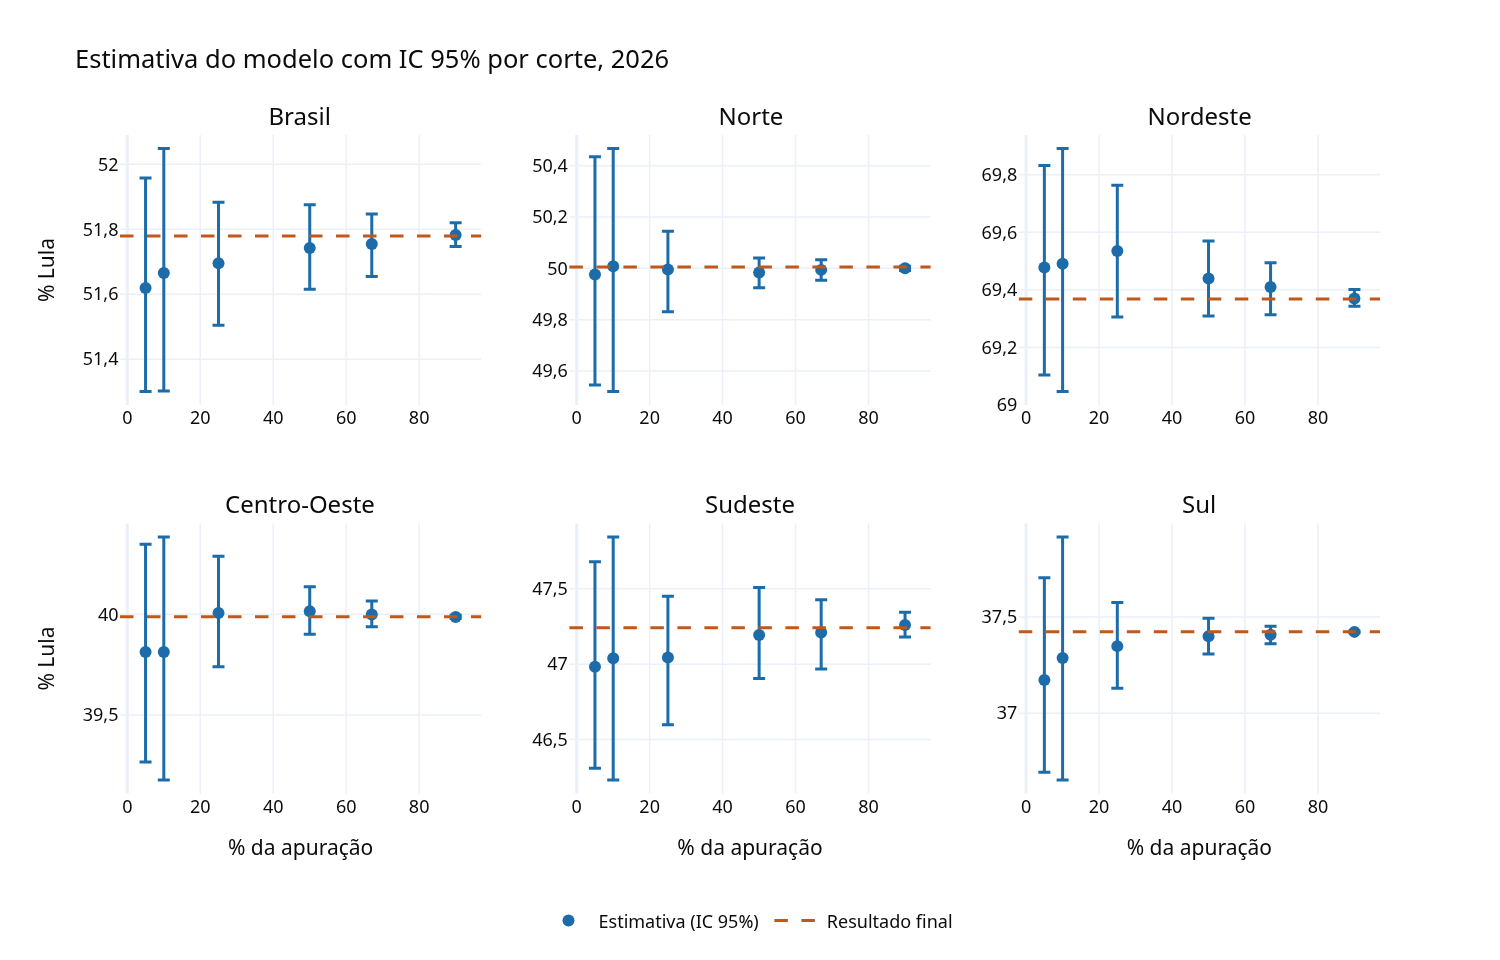 Estimativa do modelo com IC 95% por corte, 2026
Brasil
Norte
Nordeste
% Lula
52
51,8
51,6
51,4
0 20 40 60 80
50,4
50,2
50
49,8
49,6
0 20 40 60 80
69,8
69,6
69,4
69,2
69
0 20 40 60 80
Centro-Oeste
Sudeste
Sul
% Lula
40
39,5
0 20 40 60 80
% da apuração
47,5
47
46,5
0 20 40 60 80
% da apuração
37,5
37
0 20 40 60 80
% da apuração
Estimativa (IC 95%)
Resultado final